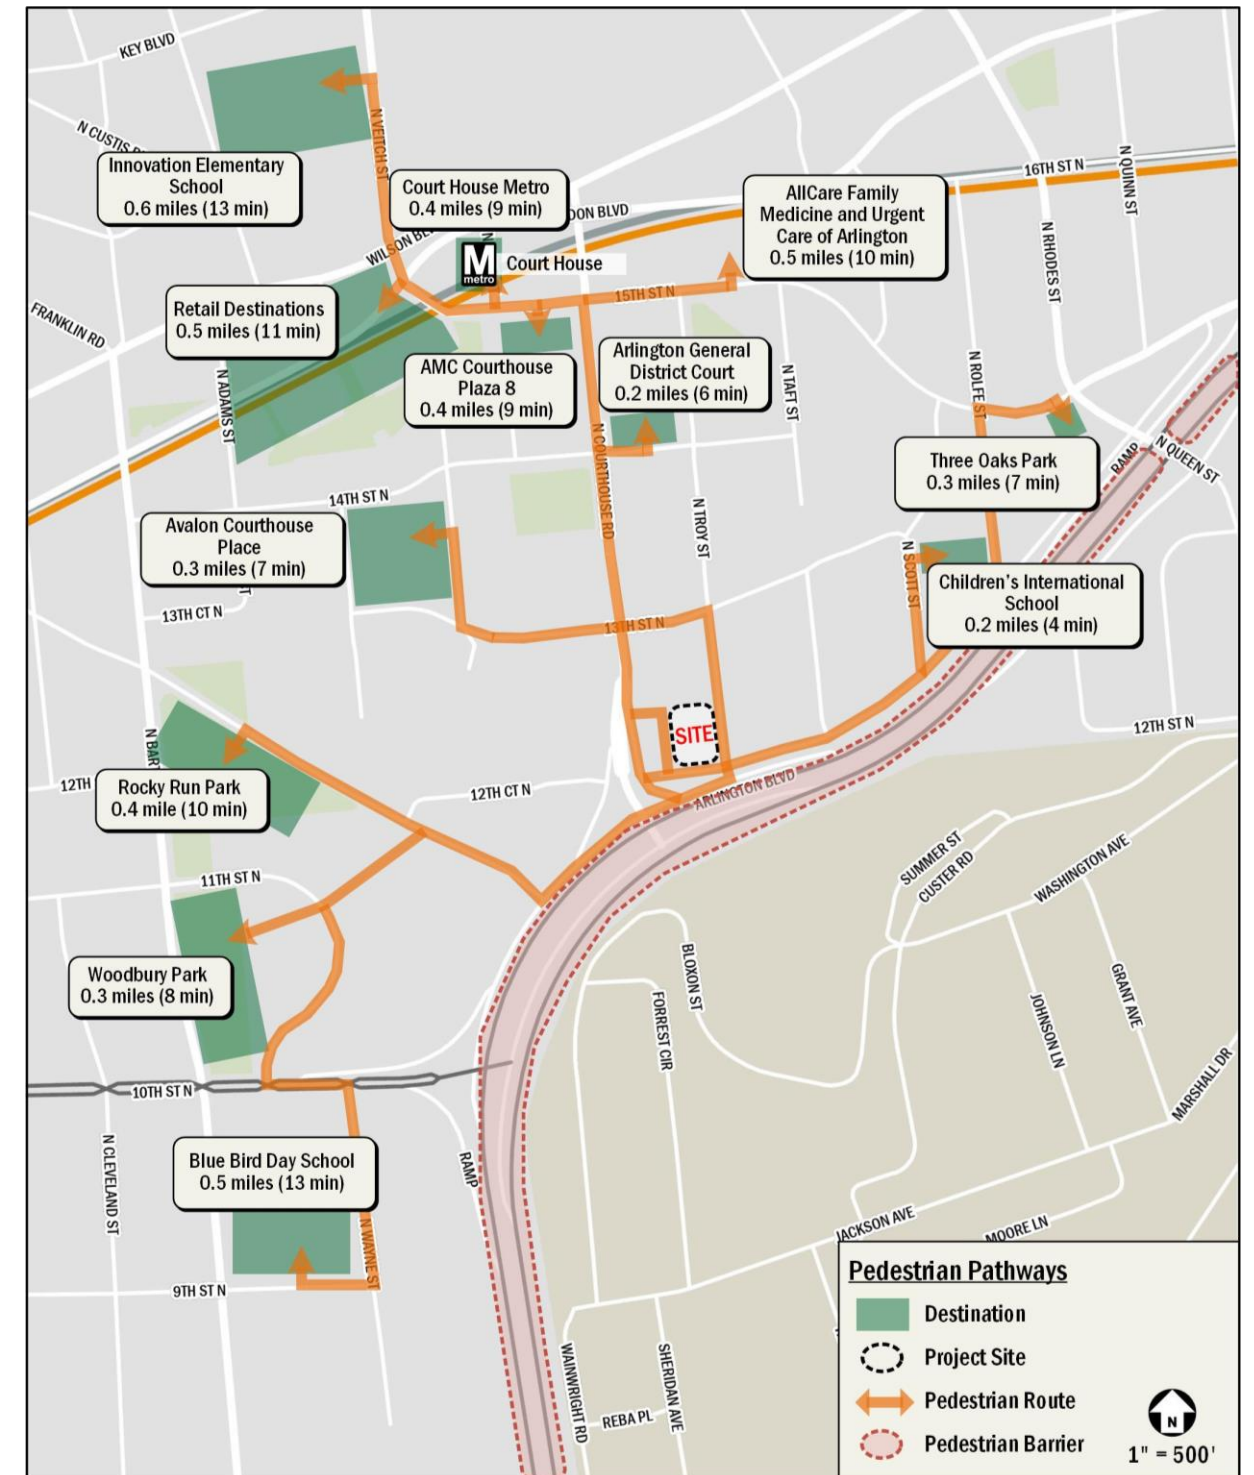 KEY BLVD
N CUSTIS
N VEITCH ST
Innovation Elementary
School
0.6 miles (13 min)
Court House Metro
0.4 miles (9 min)
DON BLVD
WILSON
M
metro
Court House
AllCare Family
Medicine and Urgent
Care of Arlington
0.5 miles (10 min)
16TH ST N
N QUINN ST
N RHODES ST
15TH ST N
Retail Destinations
0.5 miles (11 min)
FRANKLIN RD
N ADAMS ST
AMC Courthouse
Plaza 8
0.4 miles (9 min)
Arlington General
District Court
0.2 miles (6 min)
N TAFT ST
N ROLFE ST
N COURTHOUSE RD
Three Oaks Park
0.3 miles (7 min)
RAMP
N QUEEN ST
14TH ST N
N TROY ST
Avalon Courthouse
Place
0.3 miles (7 min)
N SCOTT ST
Children's International
School
0.2 miles (4 min)
13TH CT N
13TH ST N
SITE
12TH ST N
N BAR
12TH
Rocky Run Park
0.4 mile (10 min)
12TH CT N
ARLINGTON BLVD
SUMMER ST
CUSTER RD
WASHINGTON AVE
11TH ST N
Woodbury Park
0.3 miles (8 min)
BLOXON ST
FORREST CIR
JOHNSON LN
GRANT AVE
MARSHALL DR
10TH ST N
N CLEVELAND ST
Blue Bird Day School
0.5 miles (13 min)
RAMP
N WAYNE ST
9TH ST N
JACKSON AVE
MOORE LN
WAINWRIGHT RD
SHERIDAN AVE
REBA PL
Pedestrian Pathways
Destination
Project Site
Pedestrian Route
Pedestrian Barrier
N
1" = 500'